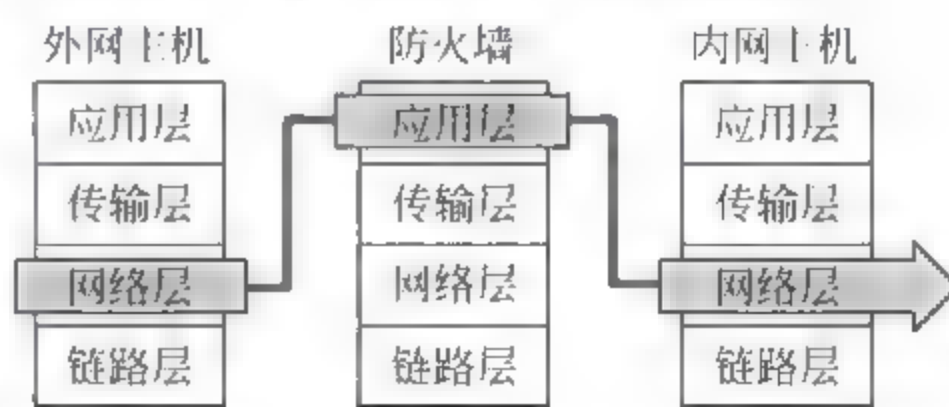 外网主机 防火墙 内网主机
应用层 应用层 应用层
传输层 传输层 传输层
网络层 网络层 网络层
链路层 链路层 链路层